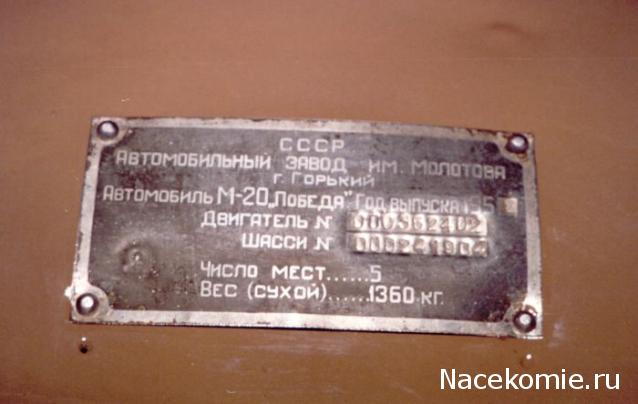 СССР
АВТОМОБИЛЬНЫЙ ЗАВОД ИМ. МОЛОТОВА
г. ГОРЬКИЙ
АВТОМОБИЛЬ М-20 „ПОБЕДА" ГОД ВЫПУСКА
ДВИГАТЕЛЬ №
ШАССИ №
ЧИСЛО МЕСТ......5
ВЕС (СУХОЙ)......1360 КГ.
Nacekomie.ru